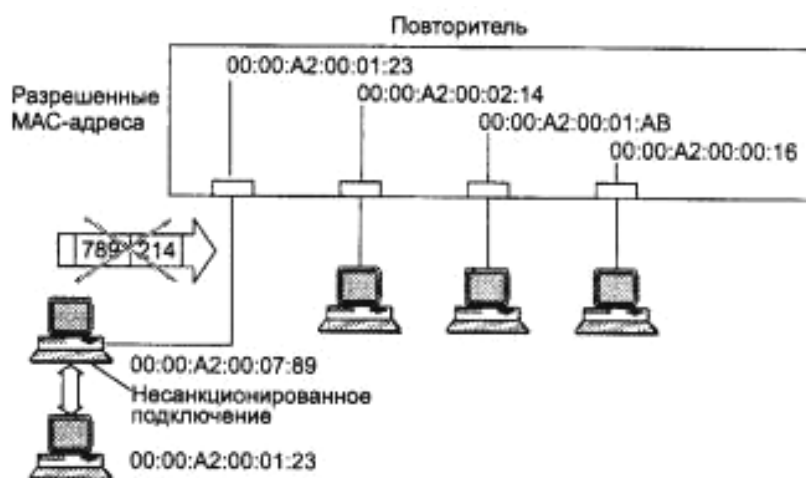 Повторитель
00:00:A2:00:01:23
Разрешенные
MAC-адреса
00:00:A2:00:02:14
00:00:A2:00:01:AB
00:00:A2:00:00:16
789 214
00:00:A2:00:07:89
Несанкционированное
подключение
00:00:A2:00:01:23